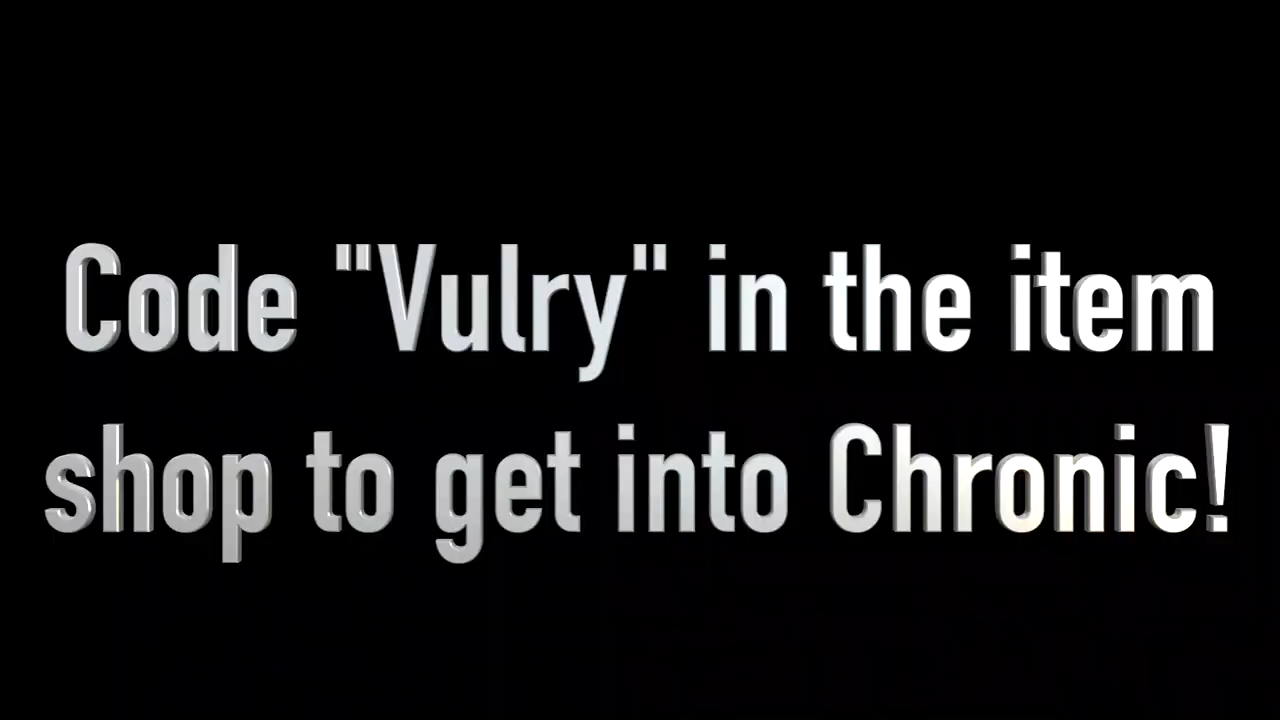 Code "Vulry" in the item
shop to get into Chronic!